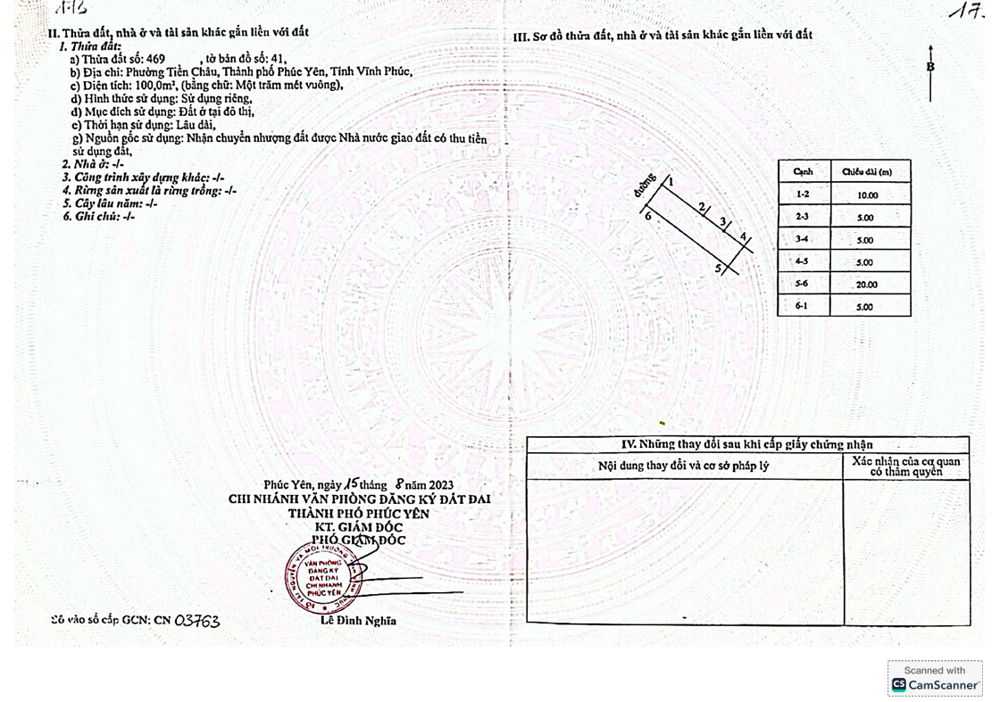 113
17.
II. Thửa đất, nhà ở và tài sản khác gắn liền với đất
1. Thửa đất:
a) Thửa đất số: 469 , tờ bản đồ số: 41,
b) Địa chỉ: Phường Tiền Châu, Thành phố Phúc Yên, Tỉnh Vĩnh Phúc,
c) Diện tích: 100,0m², (bằng chữ: Một trăm mét vuông),
d) Hình thức sử dụng: Sử dụng riêng,
đ) Mục đích sử dụng: Đất ở tại đô thị,
e) Thời hạn sử dụng: Lâu dài,
g) Nguồn gốc sử dụng: Nhận chuyển nhượng đất được Nhà nước giao đất có thu tiền
sử dụng đất,
2. Nhà ở: -/-
3. Công trình xây dựng khác: -/-
4. Rừng sản xuất là rừng trồng: -/-
5. Cây lâu năm: -/-
6. Ghi chú: -/-
Phúc Yên, ngày 15 tháng 8 năm 2023
CHI NHÁNH VĂN PHÒNG ĐĂNG KÝ ĐẤT ĐAI
THÀNH PHỐ PHÚC YÊN
KT. GIÁM ĐỐC
PHÓ GIÁM ĐỐC
VĂN PHÒNG
ĐĂNG KÝ
ĐẤT ĐAI
CHI NHÁNH
PHÚC YÊN
Lê Đình Nghĩa
Số vào sổ cấp GCN: CN 03763
III. Sơ đồ thửa đất, nhà ở và tài sản khác gắn liền với đất
B
đường
1
2
3
4
5
6
Cạnh Chiều dài (m)
1-2 10.00
2-3 5.00
3-4 5.00
4-5 5.00
5-6 20.00
6-1 5.00
IV. Những thay đổi sau khi cấp giấy chứng nhận
Nội dung thay đổi và cơ sở pháp lý
Xác nhận của cơ quan
có thẩm quyền
Scanned with
CS CamScanner